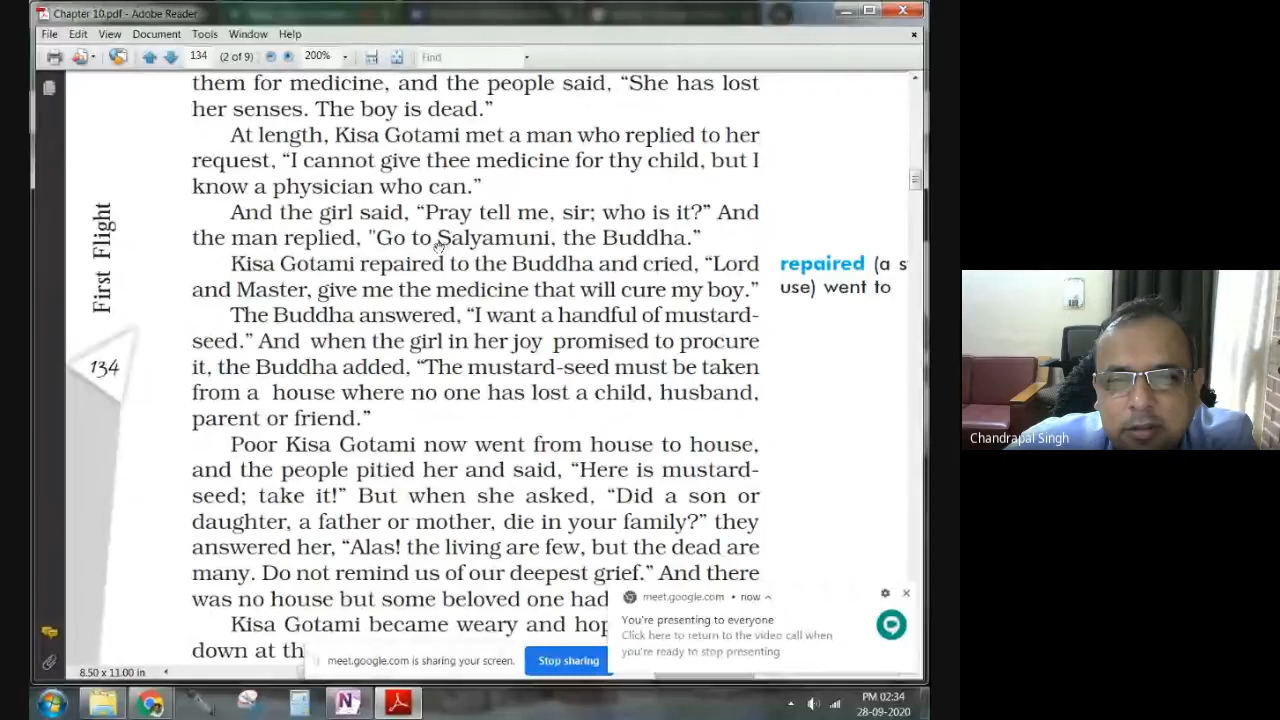 Chapter 10.pdf - Adobe Reader
File Edit View Document Tools Window Help
134 (2 of 9) 200% Find
them for medicine, and the people said, “She has lost
her senses. The boy is dead.”
At length, Kisa Gotami met a man who replied to her
request, “I cannot give thee medicine for thy child, but I
know a physician who can.”
And the girl said, “Pray tell me, sir; who is it?” And
the man replied, "Go to Salyamuni, the Buddha.”
Kisa Gotami repaired to the Buddha and cried, “Lord
and Master, give me the medicine that will cure my boy.”
The Buddha answered, “I want a handful of mustard-
seed.” And when the girl in her joy promised to procure
it, the Buddha added, “The mustard-seed must be taken
from a house where no one has lost a child, husband,
parent or friend.”
Poor Kisa Gotami now went from house to house,
and the people pitied her and said, “Here is mustard-
seed; take it!” But when she asked, “Did a son or
daughter, a father or mother, die in your family?” they
answered her, “Alas! the living are few, but the dead are
many. Do not remind us of our deepest grief.” And there
was no house but some beloved one had
Kisa Gotami became weary and hop
down at th
repaired (a s
use) went to
First Flight
134
Chandrapal Singh
meet.google.com • now
You're presenting to everyone
Click here to return to the video call when
you're ready to stop presenting
meet.google.com is sharing your screen. Stop sharing
8.50 x 11.00 in
PM 02:34
28-09-2020